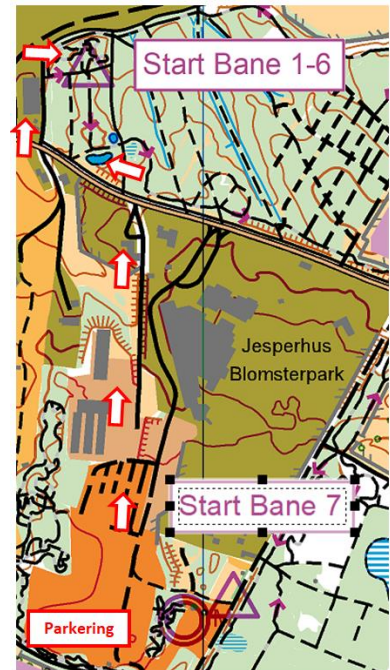 Start Bane 1-6
Jesperhus
Blomsterpark
Start Bane 7
Parkering